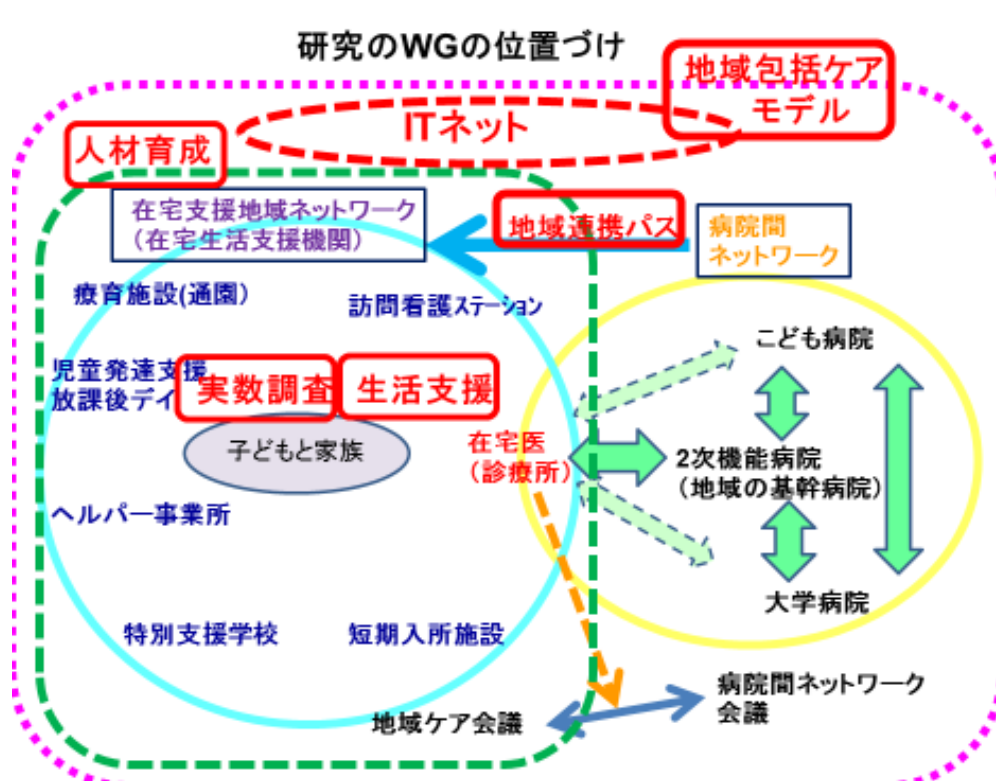 研究のWGの位置づけ
地域包括ケア
モデル
ITネット
人材育成
在宅支援地域ネットワーク
（在宅生活支援機関）
地域連携パス
病院間
ネットワーク
療育施設(通園）
訪問看護ｽﾃｰｼｮﾝ
こども病院
児童発達支援
放課後デイ
実数調査
生活支援
子どもと家族
在宅医
（診療所）
2次機能病院
（地域の基幹病院）
ヘルパー事業所
大学病院
特別支援学校
短期入所施設
病院間ネットワーク
会議
地域ケア会議